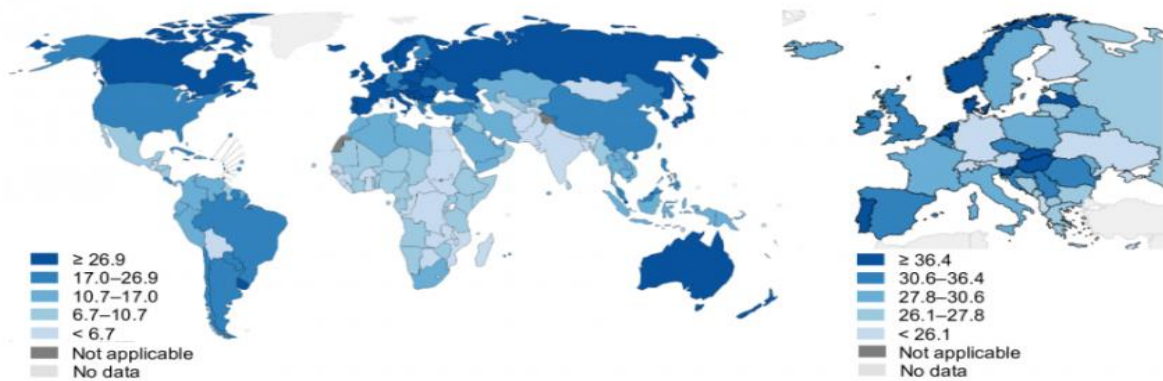 ≥ 26.9
17.0–26.9
10.7–17.0
6.7–10.7
< 6.7
Not applicable
No data
≥ 36.4
30.6–36.4
27.8–30.6
26.1–27.8
< 26.1
Not applicable
No data